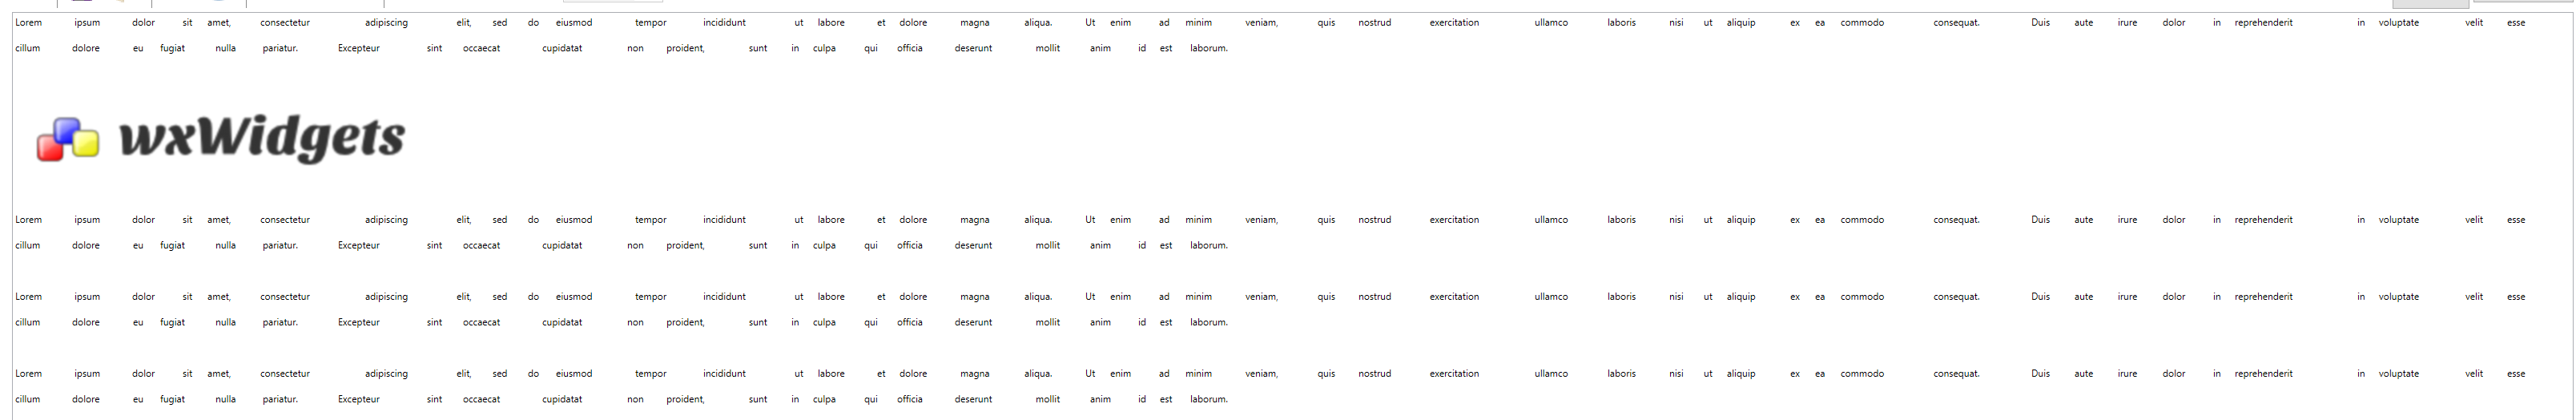 Lorem ipsum dolor sit amet, consectetur adipiscing elit, sed do eiusmod tempor incididunt ut labore et dolore magna aliqua. Ut enim ad minim veniam, quis nostrud exercitation ullamco laboris nisi ut aliquip ex ea commodo consequat. Duis aute irure dolor in reprehenderit in voluptate velit esse
cillum dolore eu fugiat nulla pariatur. Excepteur sint occaecat cupidatat non proident, sunt in culpa qui officia deserunt mollit anim id est laborum.
wxWidgets
Lorem ipsum dolor sit amet, consectetur adipiscing elit, sed do eiusmod tempor incididunt ut labore et dolore magna aliqua. Ut enim ad minim veniam, quis nostrud exercitation ullamco laboris nisi ut aliquip ex ea commodo consequat. Duis aute irure dolor in reprehenderit in voluptate velit esse
cillum dolore eu fugiat nulla pariatur. Excepteur sint occaecat cupidatat non proident, sunt in culpa qui officia deserunt mollit anim id est laborum.
Lorem ipsum dolor sit amet, consectetur adipiscing elit, sed do eiusmod tempor incididunt ut labore et dolore magna aliqua. Ut enim ad minim veniam, quis nostrud exercitation ullamco laboris nisi ut aliquip ex ea commodo consequat. Duis aute irure dolor in reprehenderit in voluptate velit esse
cillum dolore eu fugiat nulla pariatur. Excepteur sint occaecat cupidatat non proident, sunt in culpa qui officia deserunt mollit anim id est laborum.
Lorem ipsum dolor sit amet, consectetur adipiscing elit, sed do eiusmod tempor incididunt ut labore et dolore magna aliqua. Ut enim ad minim veniam, quis nostrud exercitation ullamco laboris nisi ut aliquip ex ea commodo consequat. Duis aute irure dolor in reprehenderit in voluptate velit esse
cillum dolore eu fugiat nulla pariatur. Excepteur sint occaecat cupidatat non proident, sunt in culpa qui officia deserunt mollit anim id est laborum.